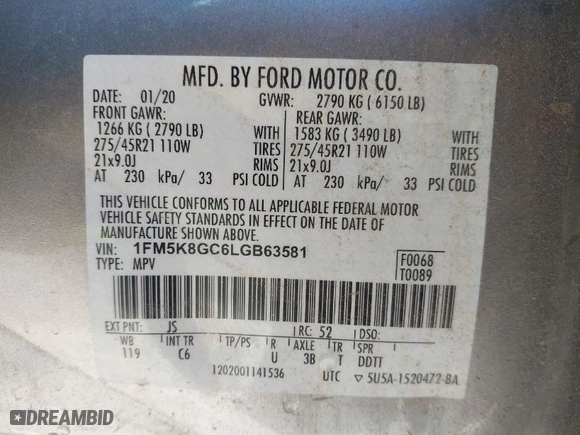 MFD. BY FORD MOTOR CO.
DATE: 01/20 GVWR: 2790 KG ( 6150 LB)
FRONT GAWR: REAR GAWR:
1266 KG ( 2790 LB) WITH 1583 KG ( 3490 LB) WITH
275/45R21 110W TIRES 275/45R21 110W TIRES
21x9.0J RIMS 21x9.0J RIMS
AT 230 kPa/ 33 PSI COLD AT 230 kPa/ 33 PSI COLD
THIS VEHICLE CONFORMS TO ALL APPLICABLE FEDERAL MOTOR
VEHICLE SAFETY STANDARDS IN EFFECT ON THE DATE OF
MANUFACTURE SHOWN ABOVE.
VIN: 1FM5K8GC6LGB63581 F0068
TYPE: MPV T0089
EXT PNT: JS RC: 52 DSO:
WB INT TR TP/PS R AXLE TR SPR
119 C6 U 3B T DDTT
1202001141536 UTC ▽ 5U5A-1520472-BA
DREAMBID